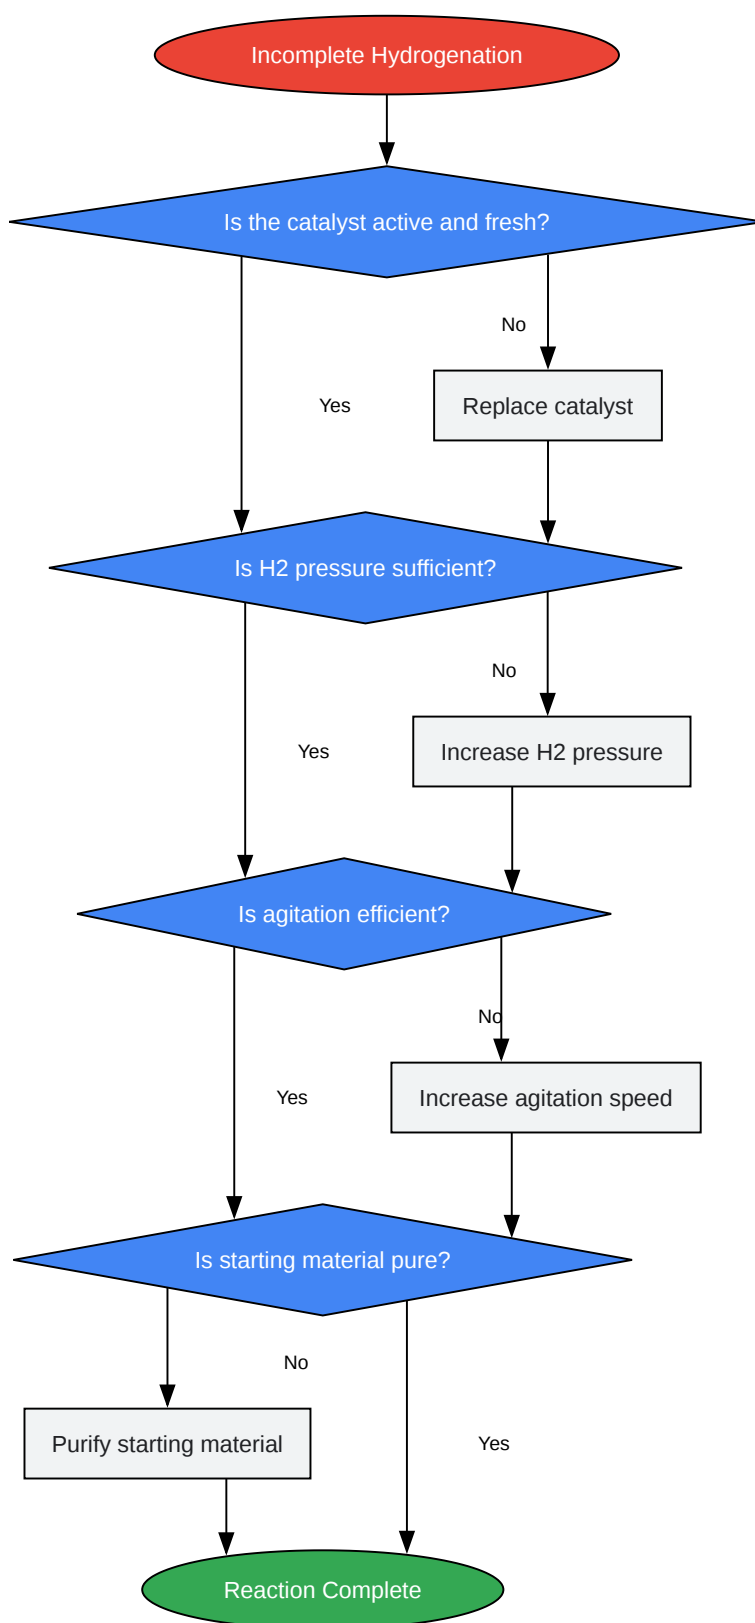 Incomplete Hydrogenation
Is the catalyst active and fresh?
No
Yes
Replace catalyst
Is H2 pressure sufficient?
No
Yes
Increase H2 pressure
Is agitation efficient?
No
Yes
Increase agitation speed
Is starting material pure?
No
Purify starting material
Yes
Reaction Complete